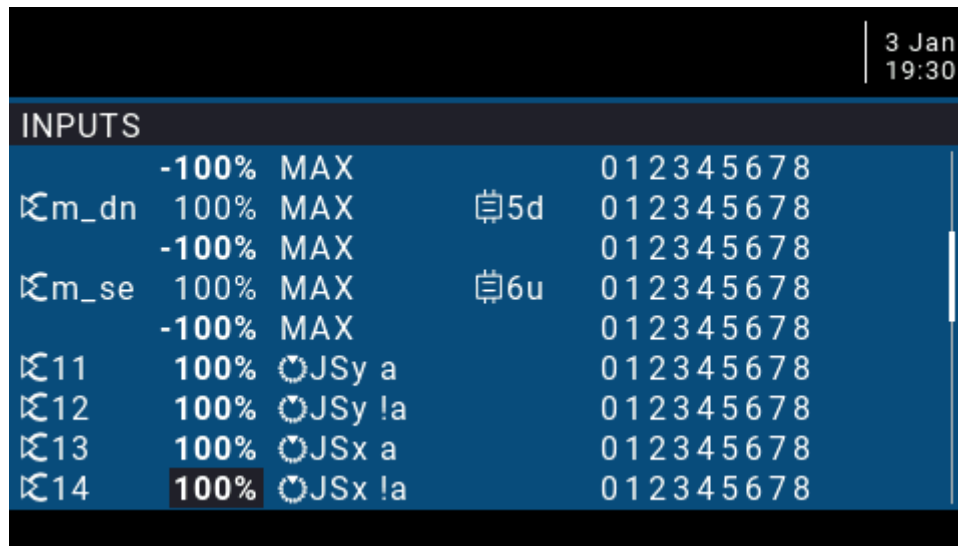 3 Jan
19:30
INPUTS
-100% MAX 012345678
m_dn 100% MAX 5d 012345678
-100% MAX 012345678
m_se 100% MAX 6u 012345678
-100% MAX 012345678
11 100% JSy a 012345678
12 100% JSy !a 012345678
13 100% JSx a 012345678
14 100% JSx !a 012345678